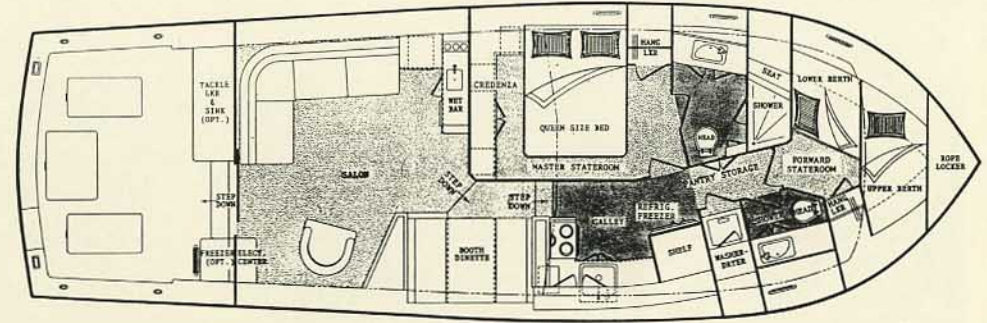 TACKLE
LKR
&
SINK
(OPT.)
STEP
DOWN
FREEZER
(OPT.)
ELECT.
CENTER
SALON
WET
BAR
CREDENZA
STEP
DOWN
STEP
DOWN
BOOTH
DINETTE
QUEEN SIZE BED
MASTER STATEROOM
HANG
LKR
HEAD
SEAT
SHOWER
GALLEY
REFRIG.
FREEZER
PANTRY STORAGE
SHELF
WASHER-
DRYER
SHOWER
HEAD
HANG
LKR
LOWER BERTH
FORWARD
STATEROOM
UPPER BERTH
ROPE
LOCKER